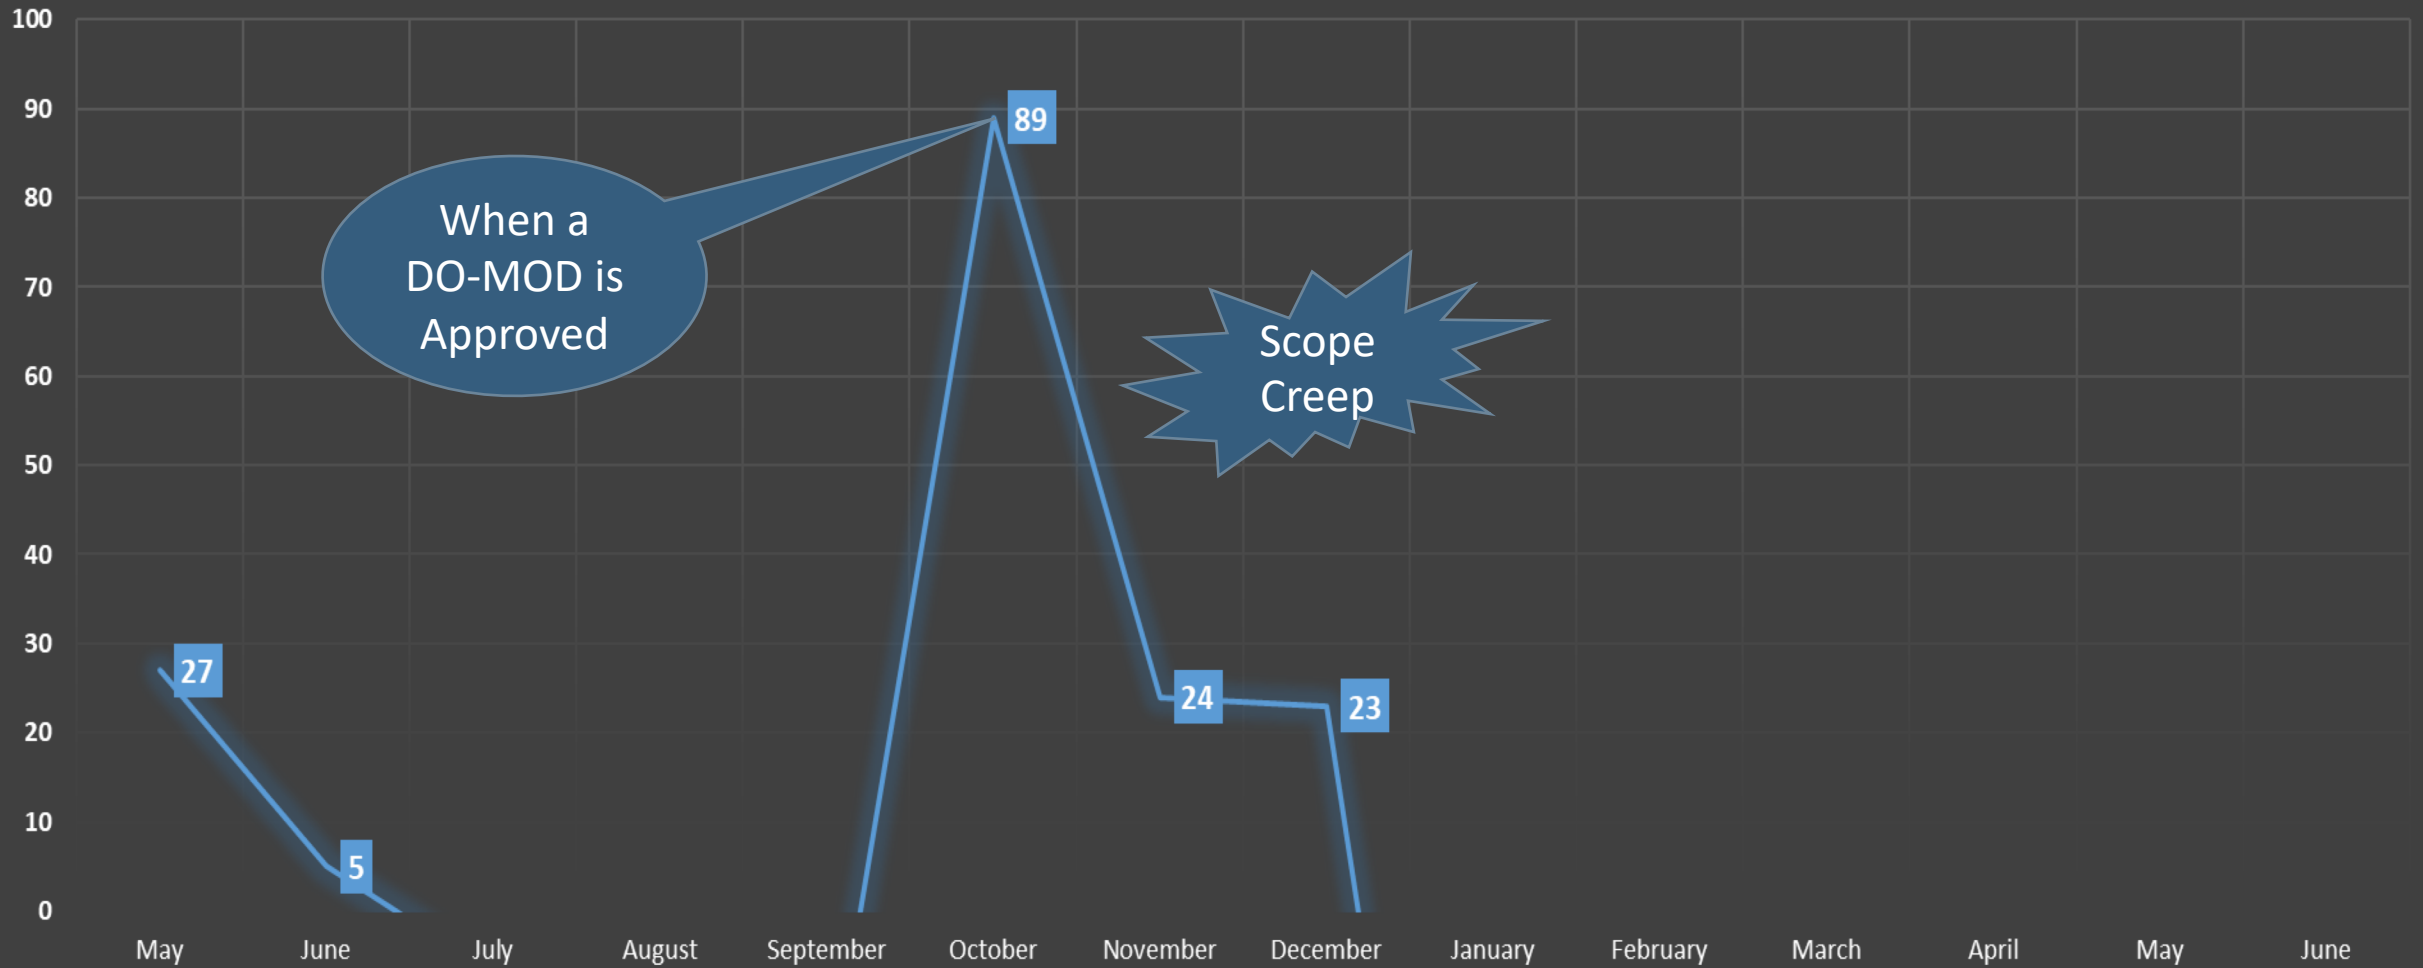 100
90
89
When a
DO-MOD is
Approved
80
70
Scope
Creep
60
50
40
30
27
24
23
20
10
5
0
May June July August September October November December January February March April May June